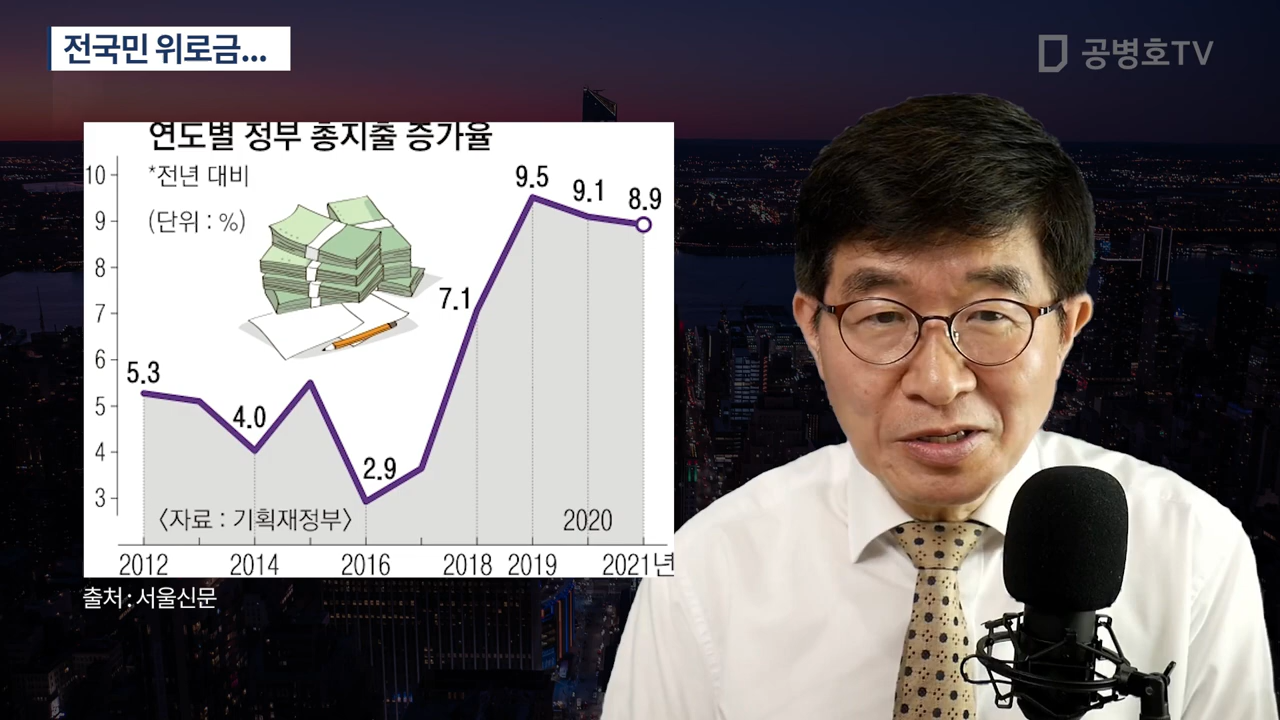 전국민 위로금...
공병호TV
연도별 정부 총지출 증가율
*전년 대비
(단위 : %)
10
9
8
7
6
5
4
3
5.3
4.0
2.9
7.1
9.5
9.1
8.9
〈자료 : 기획재정부〉
2020
2012
2014
2016
2018
2019
2021년
출처 : 서울신문